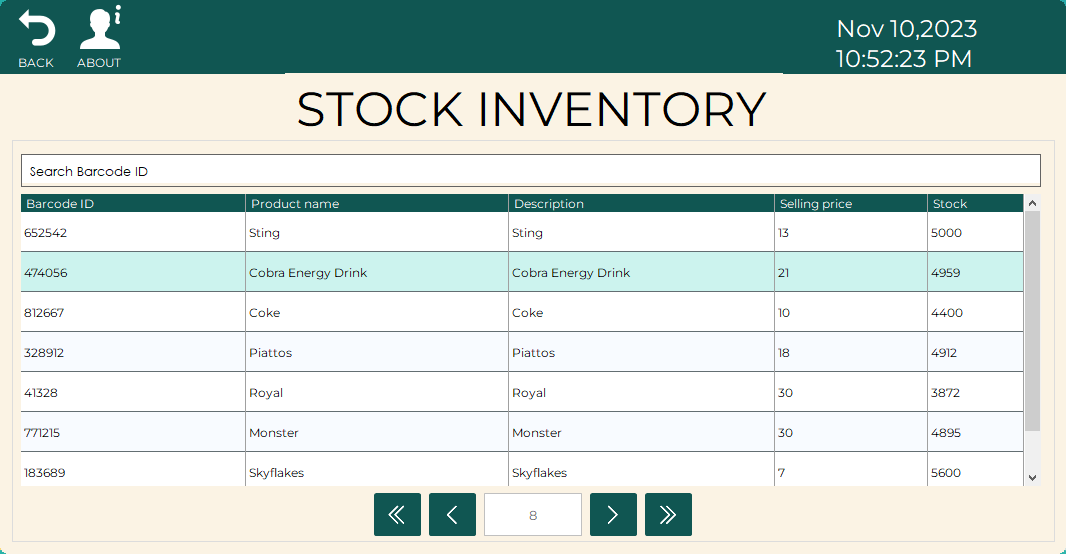 BACK ABOUT
Nov 10,2023
10:52:23 PM
STOCK INVENTORY
Search Barcode ID
Barcode ID Product name Description Selling price Stock
652542 Sting Sting 13 5000
474056 Cobra Energy Drink Cobra Energy Drink 21 4959
812667 Coke Coke 10 4400
328912 Piattos Piattos 18 4912
41328 Royal Royal 30 3872
771215 Monster Monster 30 4895
183689 Skyflakes Skyflakes 7 5600
8